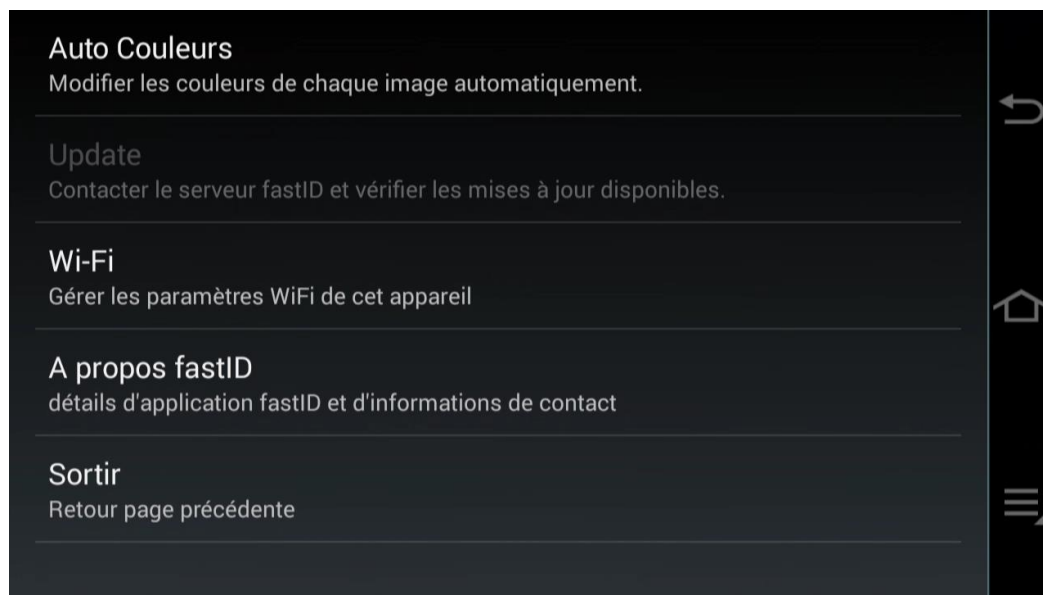 Auto Couleurs
Modifier les couleurs de chaque image automatiquement.
Update
Contacter le serveur fastID et vérifier les mises à jour disponibles.
Wi-Fi
Gérer les paramètres WiFi de cet appareil
A propos fastID
détails d'application fastID et d'informations de contact
Sortir
Retour page précédente